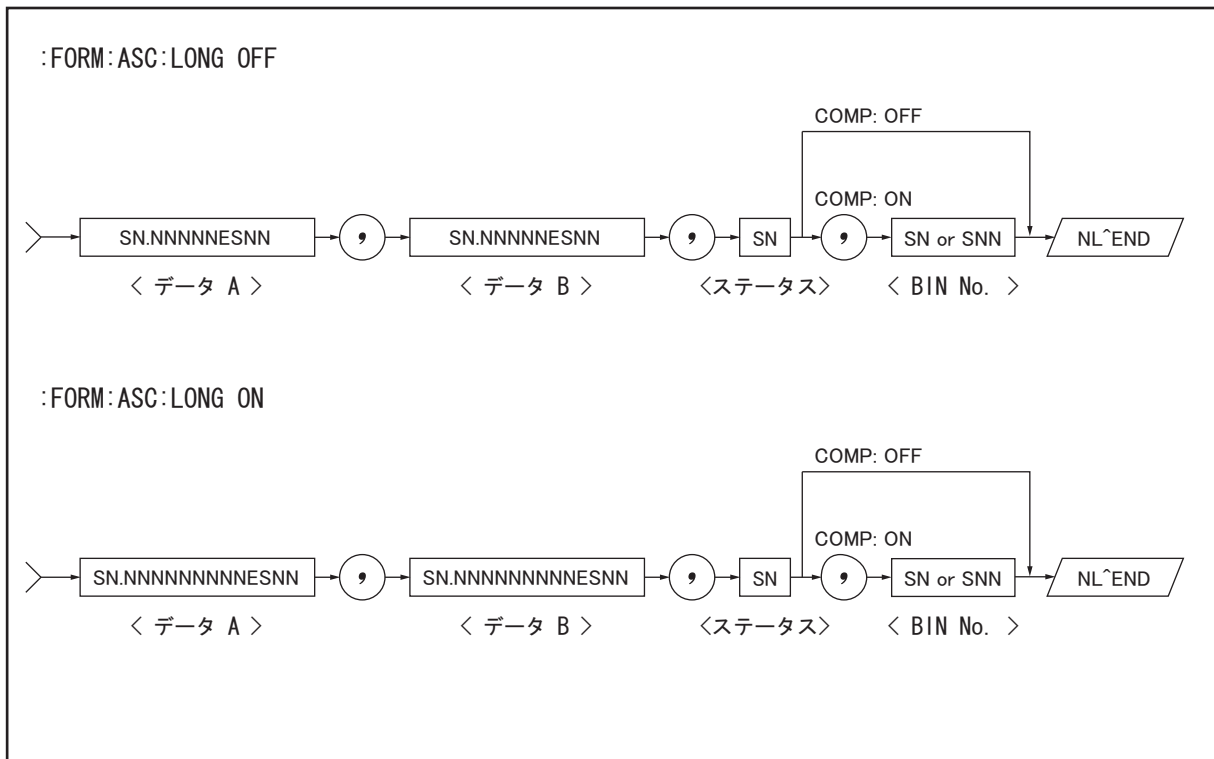 :FORM:ASC:LONG OFF
COMP: OFF
COMP: ON
SN.NNNNNESNN , SN.NNNNNESNN , SN , SN or SNN NL^END
< データ A > < データ B > <ステータス> < BIN No. >
:FORM:ASC:LONG ON
COMP: OFF
COMP: ON
SN.NNNNNNNNNESNN , SN.NNNNNNNNNESNN , SN , SN or SNN NL^END
< データ A > < データ B > <ステータス> < BIN No. >